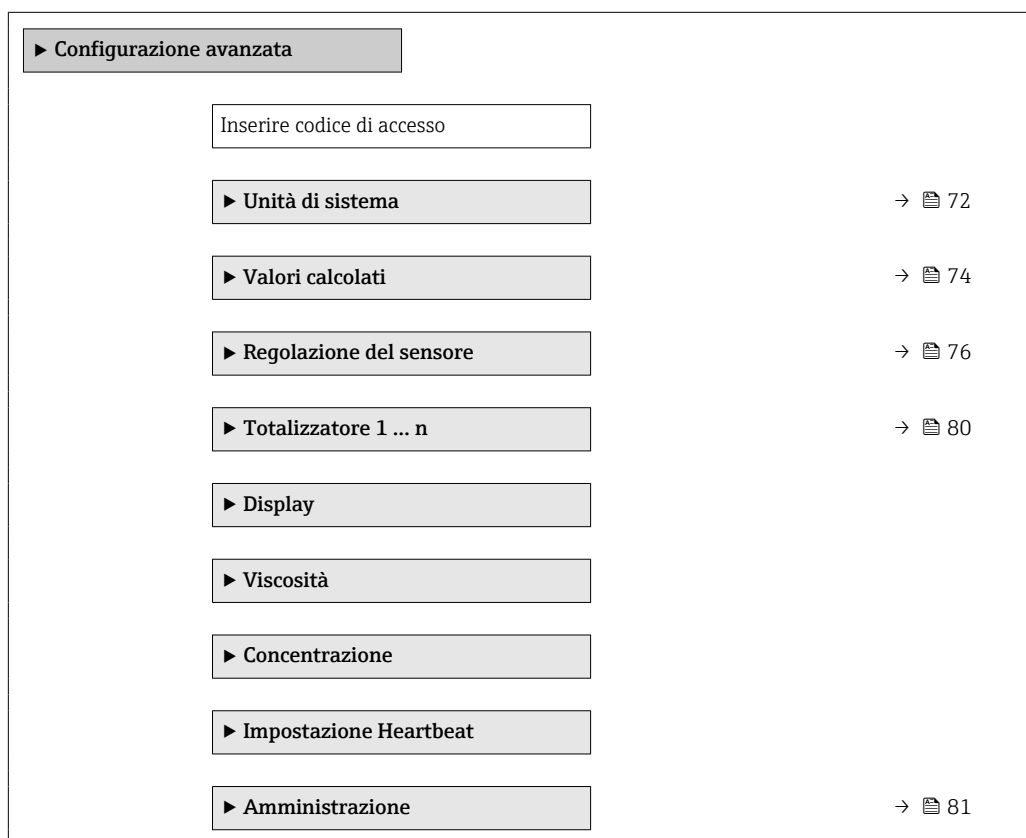 ▶ Configurazione avanzata
Inserire codice di accesso
▶ Unità di sistema → 72
▶ Valori calcolati → 74
▶ Regolazione del sensore → 76
▶ Totalizzatore 1 … n → 80
▶ Display
▶ Viscosità
▶ Concentrazione
▶ Impostazione Heartbeat
▶ Amministrazione → 81